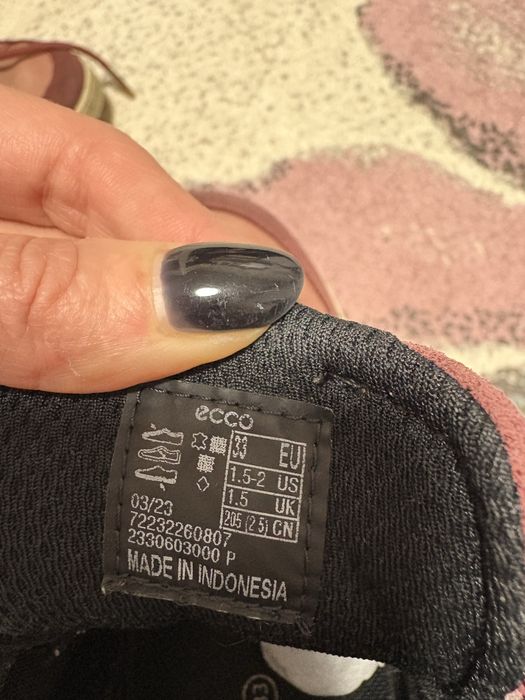 ecco
33 EU
1.5-2 US
1.5 UK
205 (2.5) CN
03/23
72232260807
2330603000 P
MADE IN INDONESIA